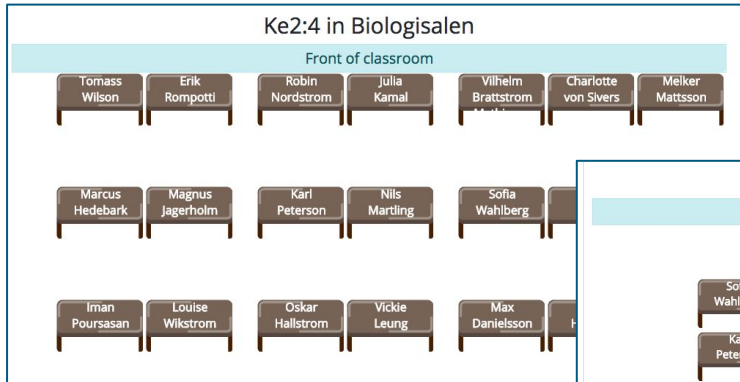 Ke2:4 in Biologisalen
Front of classroom
Tomass Wilson
Erik Rompotti
Robin Nordstrom
Julia Kamal
Vilhelm Brattstrom
Charlotte von Sivers
Melker Mattsson
Marcus Hedebark
Magnus Jagerholm
Karl Peterson
Nils Martling
Sofia Wahlberg
Iman Poursasan
Louise Wikstrom
Oskar Hallstrom
Vickie Leung
Max Danielsson